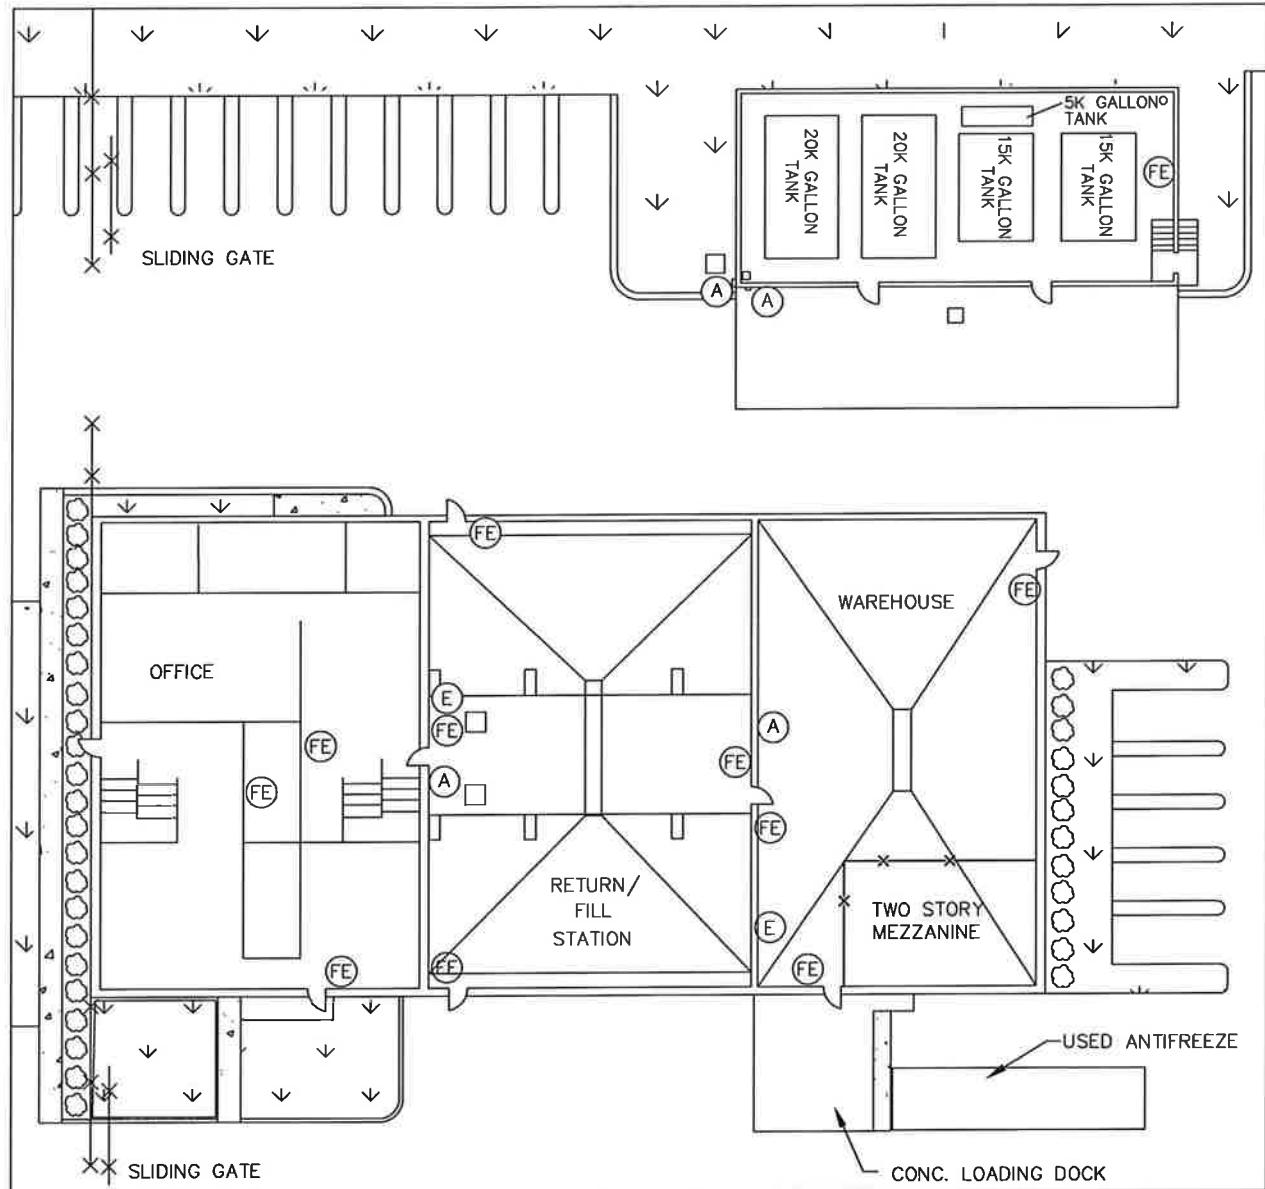 5K GALLON
TANK
20K GALLON
TANK
20K GALLON
TANK
15K GALLON
TANK
15K GALLON
TANK
FE
SLIDING GATE
A
A
FE
WAREHOUSE
FE
OFFICE
E
FE
A
FE
FE
FE
A
FE
FE
RETURN/
FILL
STATION
TWO STORY
MEZZANINE
E
FE
FE
FE
USED ANTIFREEZE
SLIDING GATE
CONC. LOADING DOCK